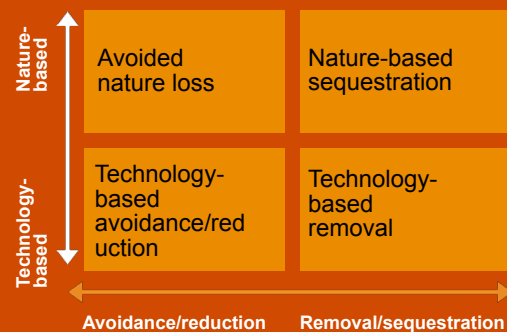 Nature-
based
Avoided
nature loss
Nature-based
sequestration
Technology-
based
Technology-
based
avoidance/red
uction
Technology-
based
removal
Avoidance/reduction
Removal/sequestration